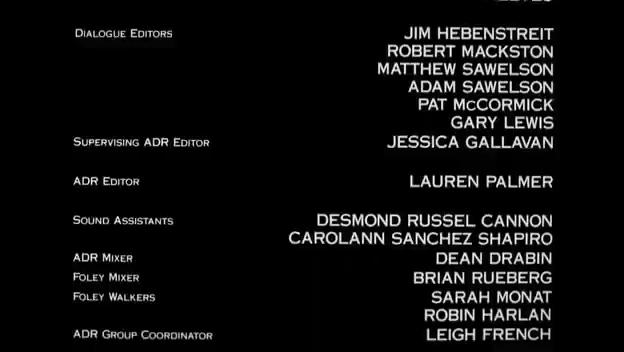 DIALOGUE EDITORS JIM HEBENSTREIT
ROBERT MACKSTON
MATTHEW SAWELSON
ADAM SAWELSON
PAT McCORMICK
GARY LEWIS
SUPERVISING ADR EDITOR JESSICA GALLAVAN
ADR EDITOR LAUREN PALMER
SOUND ASSISTANTS DESMOND RUSSEL CANNON
CAROLANN SANCHEZ SHAPIRO
ADR MIXER DEAN DRABIN
FOLEY MIXER BRIAN RUEBERG
FOLEY WALKERS SARAH MONAT
ROBIN HARLAN
ADR GROUP COORDINATOR LEIGH FRENCH